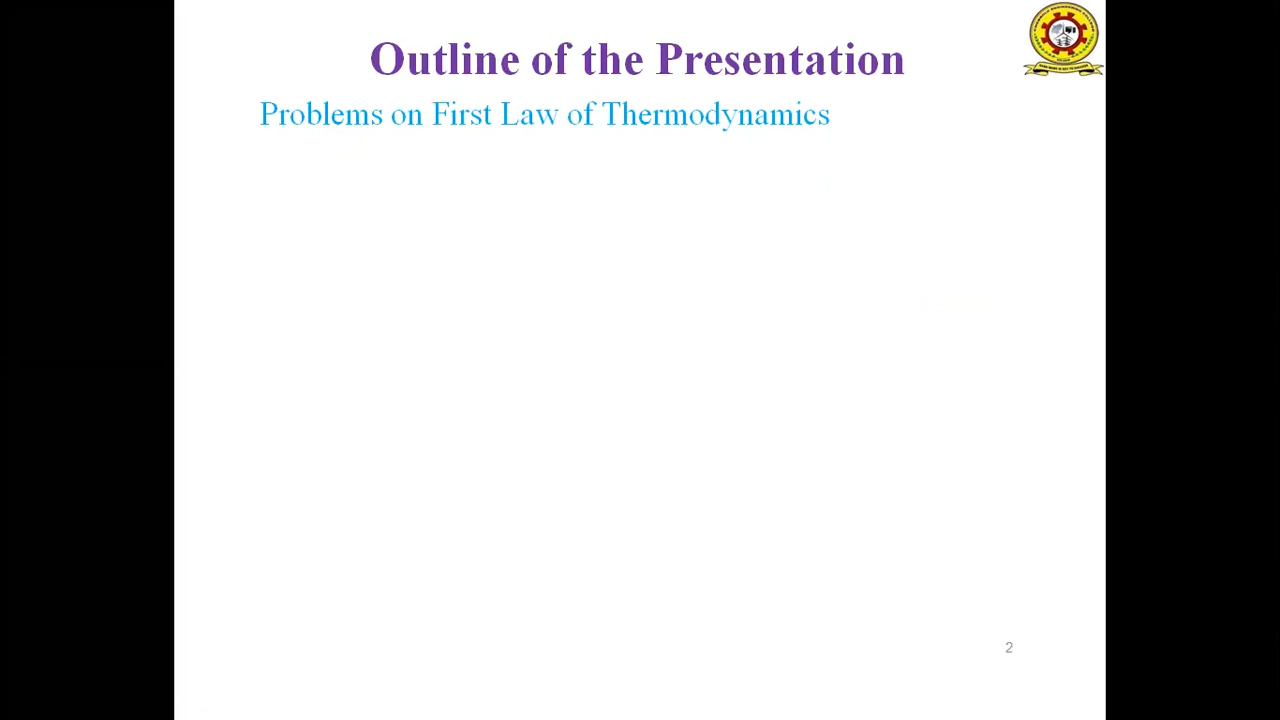 Outline of the Presentation
Problems on First Law of Thermodynamics
2